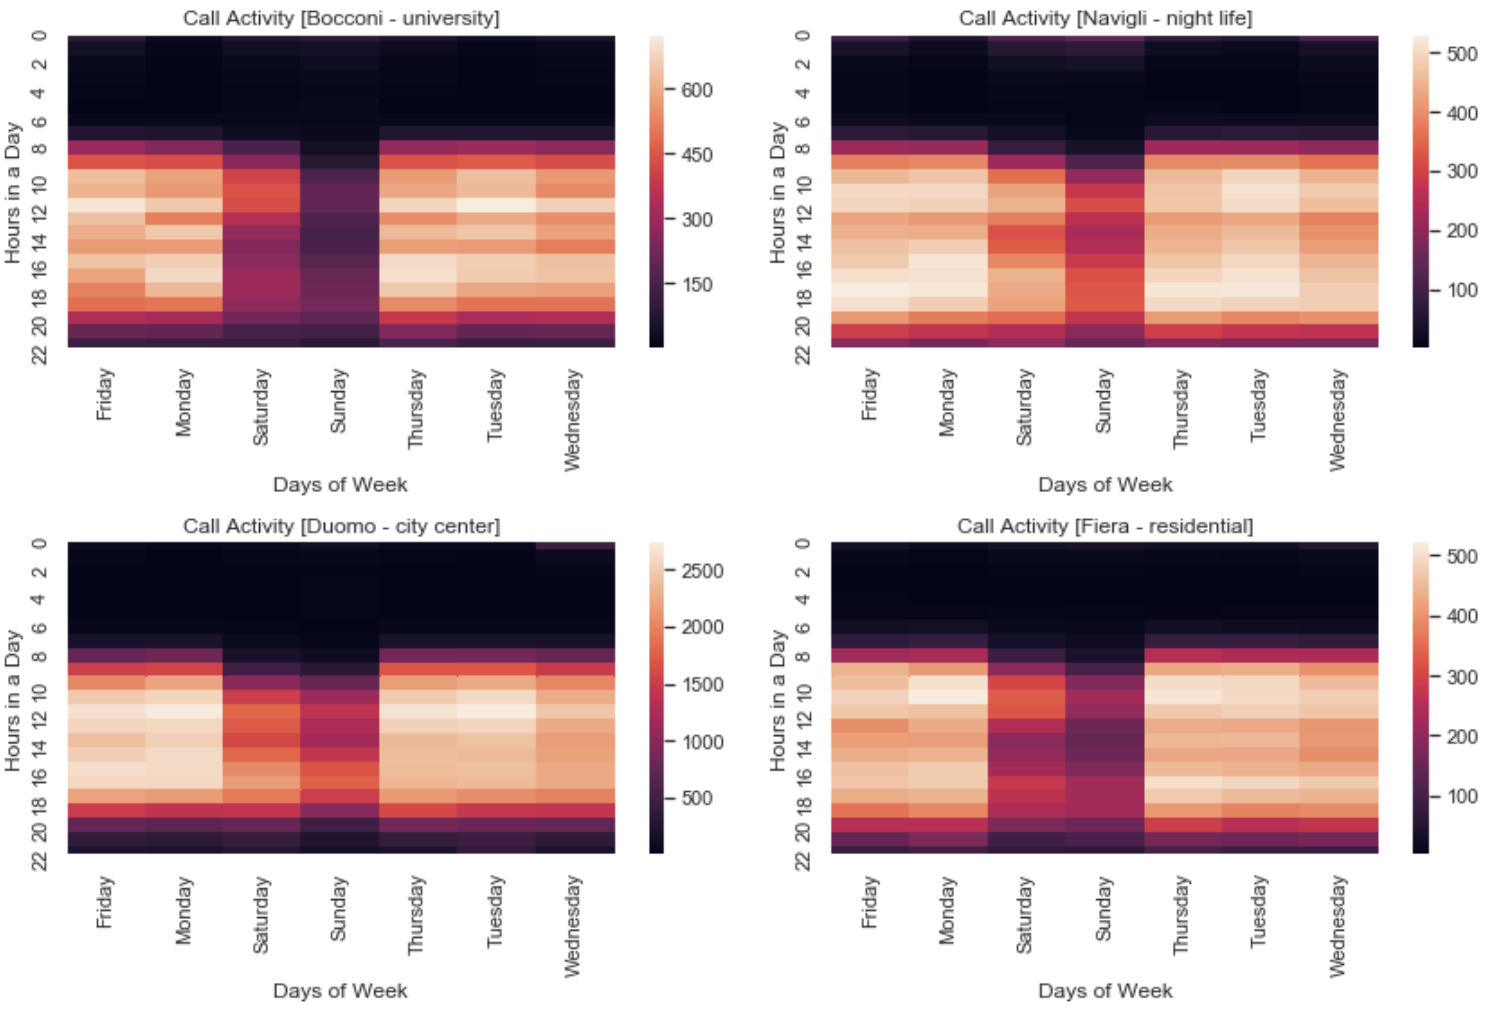 Call Activity [Bocconi - university]
0
2
4
6
8
10
12
14
16
18
20
22
Hours in a Day
600
450
300
150
Friday
Monday
Saturday
Sunday
Thursday
Tuesday
Wednesday
Days of Week
Call Activity [Navigli - night life]
0
2
4
6
8
10
12
14
16
18
20
22
Hours in a Day
500
400
300
200
100
Friday
Monday
Saturday
Sunday
Thursday
Tuesday
Wednesday
Days of Week
Call Activity [Duomo - city center]
0
2
4
6
8
10
12
14
16
18
20
22
Hours in a Day
2500
2000
1500
1000
500
Friday
Monday
Saturday
Sunday
Thursday
Tuesday
Wednesday
Days of Week
Call Activity [Fiera - residential]
0
2
4
6
8
10
12
14
16
18
20
22
Hours in a Day
500
400
300
200
100
Friday
Monday
Saturday
Sunday
Thursday
Tuesday
Wednesday
Days of Week